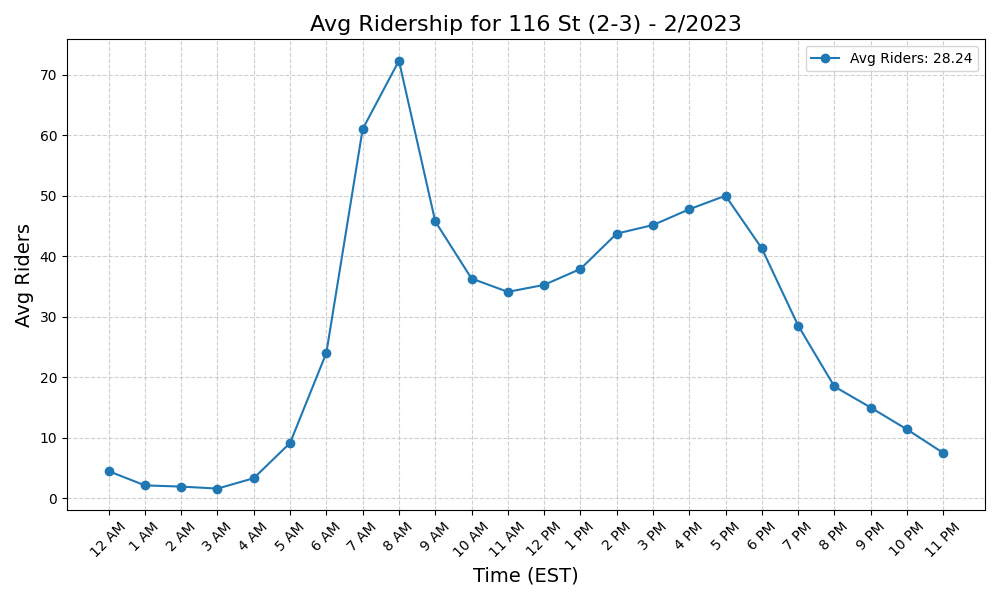 Avg Ridership for 116 St (2-3) - 2/2023
Avg Riders: 28.24
Avg Riders
70
60
50
40
30
20
10
0
12 AM
1 AM
2 AM
3 AM
4 AM
5 AM
6 AM
7 AM
8 AM
9 AM
10 AM
11 AM
12 PM
1 PM
2 PM
3 PM
4 PM
5 PM
6 PM
7 PM
8 PM
9 PM
10 PM
11 PM
Time (EST)